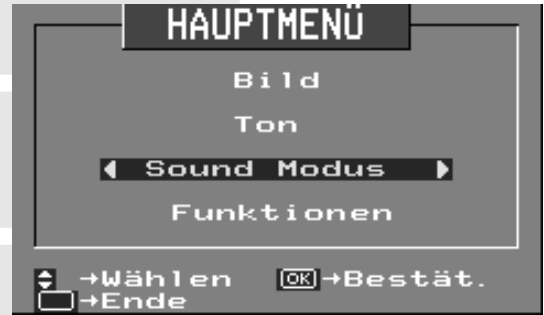 HAUPTMENÜ
Bild
Ton
Sound Modus
Funktionen
→Wählen OK→Bestät.
→Ende